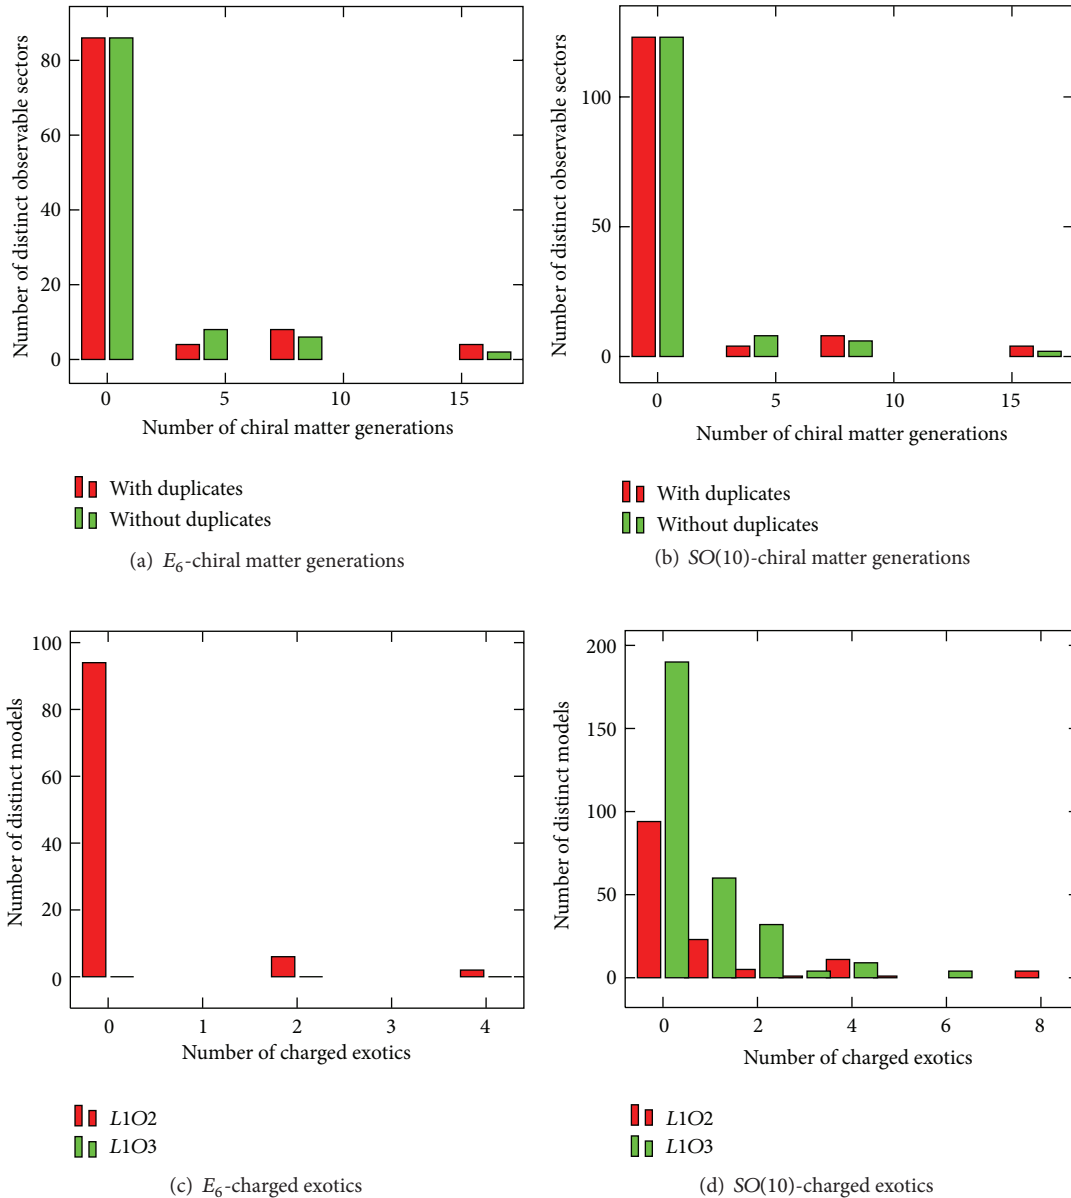 0 5 10 15
80
60
40
20
0
Number of distinct observable sectors
Number of chiral matter generations
With duplicates
Without duplicates
(a) E6-chiral matter generations
0 5 10 15
100
50
0
Number of distinct observable sectors
Number of chiral matter generations
With duplicates
Without duplicates
(b) SO(10)-chiral matter generations
100
80
60
40
20
0
Number of distinct models
0 1 2 3 4
Number of charged exotics
L1O2
L1O3
(c) E6-charged exotics
200
150
100
50
0
Number of distinct models
0 2 4 6 8
Number of charged exotics
L1O2
L1O3
(d) SO(10)-charged exotics